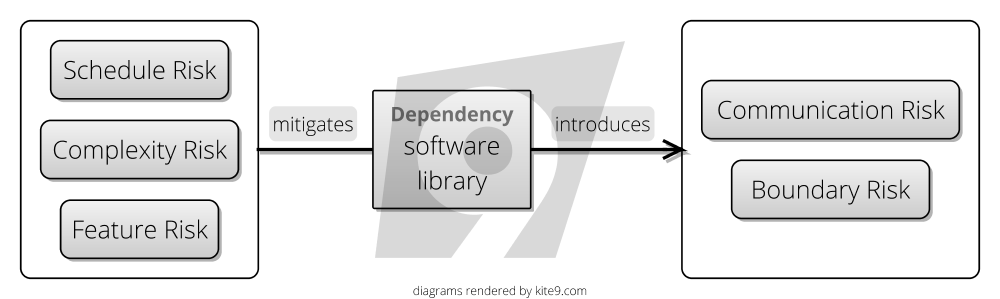 Schedule Risk
Complexity Risk
Feature Risk
mitigates
Dependency
software
library
introduces
Communication Risk
Boundary Risk
diagrams rendered by kite9.com